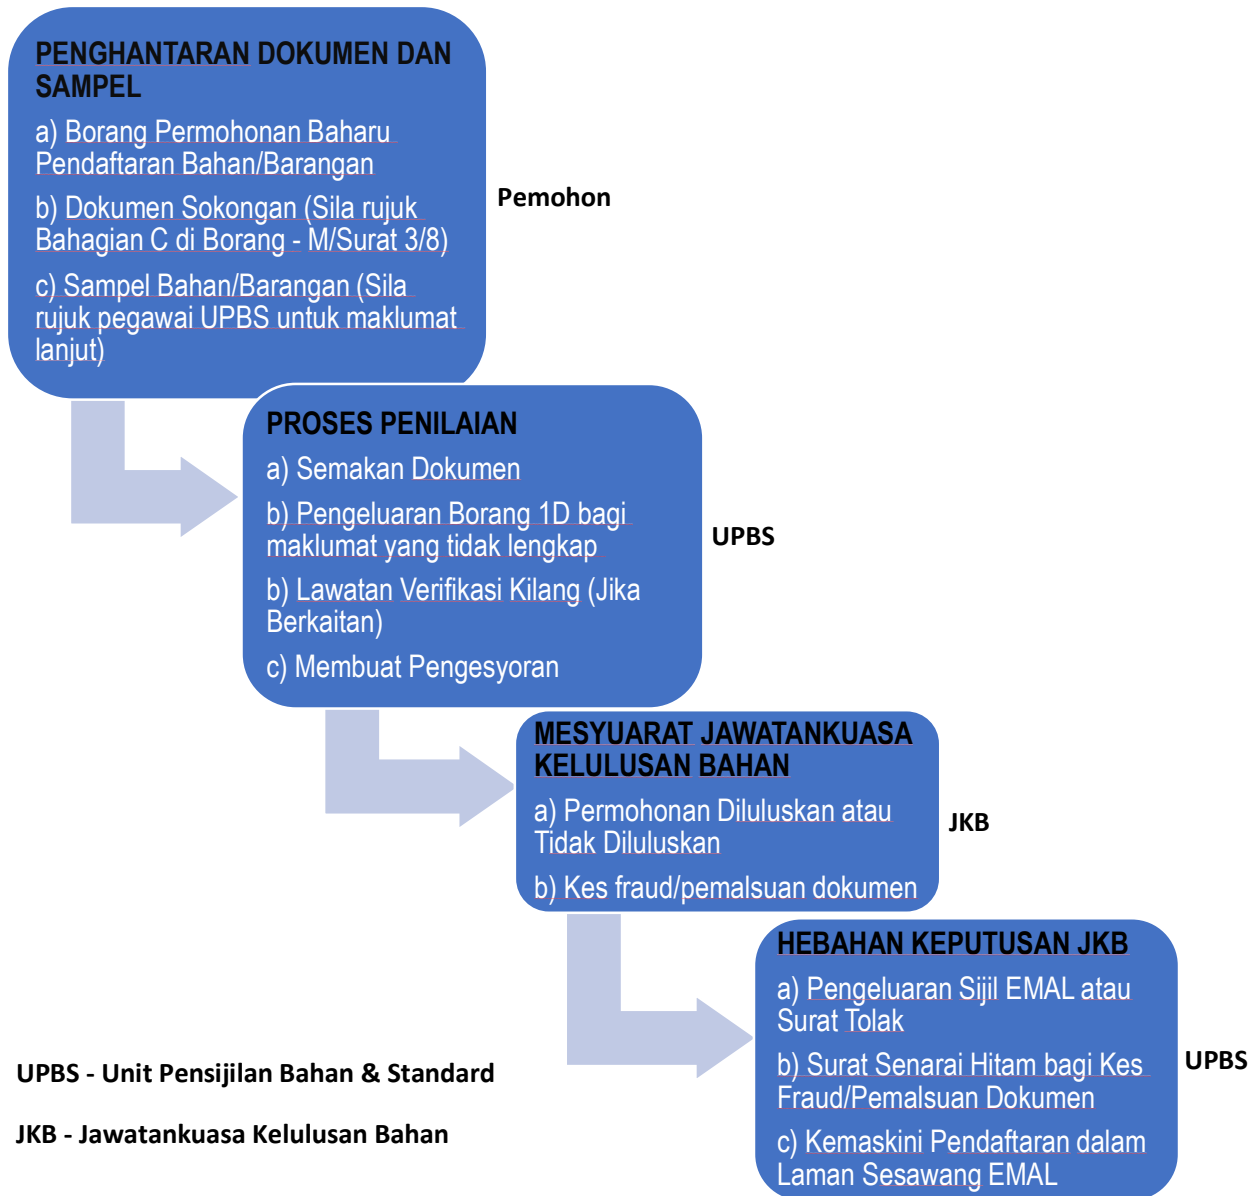 PENGHANTARAN DOKUMEN DAN
SAMPEL
a) Borang Permohonan Baharu
Pendaftaran Bahan/Barangan
b) Dokumen Sokongan (Sila rujuk
Bahagian C di Borang - M/Surat 3/8)
c) Sampel Bahan/Barangan (Sila
rujuk pegawai UPBS untuk maklumat
lanjut)
Pemohon
PROSES PENILAIAN
a) Semakan Dokumen
b) Pengeluaran Borang 1D bagi
maklumat yang tidak lengkap
b) Lawatan Verifikasi Kilang (Jika
Berkaitan)
c) Membuat Pengesyoran
UPBS
MESYUARAT JAWATANKUASA
KELULUSAN BAHAN
a) Permohonan Diluluskan atau
Tidak Diluluskan
b) Kes fraud/pemalsuan dokumen
JKB
HEBAHAN KEPUTUSAN JKB
a) Pengeluaran Sijil EMAL atau
Surat Tolak
b) Surat Senarai Hitam bagi Kes
Fraud/Pemalsuan Dokumen
c) Kemaskini Pendaftaran dalam
Laman Sesawang EMAL
UPBS
UPBS - Unit Pensijilan Bahan & Standard
JKB - Jawatankuasa Kelulusan Bahan